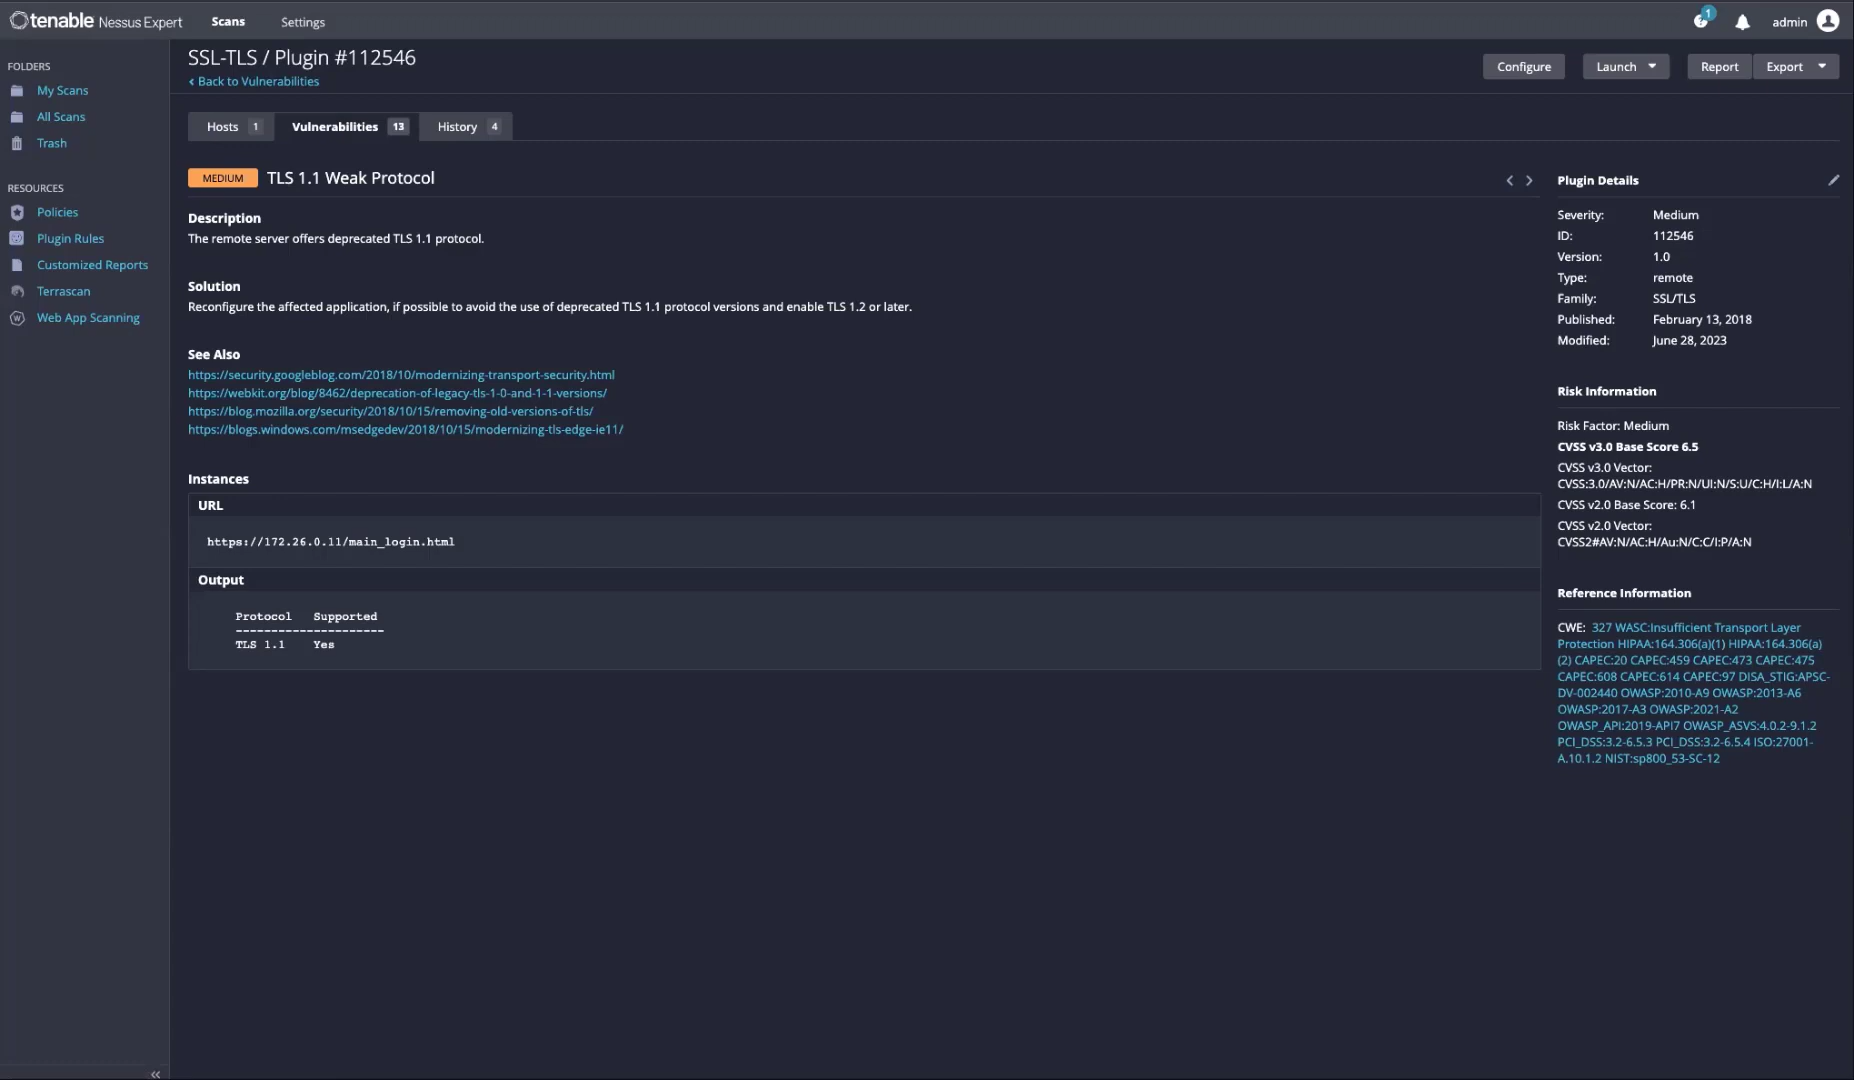 tenable Nessus Expert
Scans
Settings
1
admin
FOLDERS
My Scans
All Scans
Trash
RESOURCES
Policies
Plugin Rules
Customized Reports
Terrascan
Web App Scanning
SSL-TLS / Plugin #112546
‹ Back to Vulnerabilities
Configure
Launch
Report
Export
Hosts 1
Vulnerabilities 13
History 4
MEDIUM TLS 1.1 Weak Protocol
Description
The remote server offers deprecated TLS 1.1 protocol.
Solution
Reconfigure the affected application, if possible to avoid the use of deprecated TLS 1.1 protocol versions and enable TLS 1.2 or later.
See Also
https://security.googleblog.com/2018/10/modernizing-transport-security.html
https://webkit.org/blog/8462/deprecation-of-legacy-tls-1-0-and-1-1-versions/
https://blog.mozilla.org/security/2018/10/15/removing-old-versions-of-tls/
https://blogs.windows.com/msedgedev/2018/10/15/modernizing-tls-edge-ie11/
Instances
URL
https://172.26.0.11/main_login.html
Output
Protocol Supported
---------------------
TLS 1.1 Yes
Plugin Details
Severity: Medium
ID: 112546
Version: 1.0
Type: remote
Family: SSL/TLS
Published: February 13, 2018
Modified: June 28, 2023
Risk Information
Risk Factor: Medium
CVSS v3.0 Base Score 6.5
CVSS v3.0 Vector:
CVSS:3.0/AV:N/AC:H/PR:N/UI:N/S:U/C:H/I:L/A:N
CVSS v2.0 Base Score: 6.1
CVSS v2.0 Vector:
CVSS2#AV:N/AC:H/Au:N/C:C/I:P/A:N
Reference Information
CWE: 327 WASC:Insufficient Transport Layer
Protection HIPAA:164.306(a)(1) HIPAA:164.306(a)
(2) CAPEC:20 CAPEC:459 CAPEC:473 CAPEC:475
CAPEC:608 CAPEC:614 CAPEC:97 DISA_STIG:APSC-
DV-002440 OWASP:2010-A9 OWASP:2013-A6
OWASP:2017-A3 OWASP:2021-A2
OWASP_API:2019-API7 OWASP_ASVS:4.0.2-9.1.2
PCI_DSS:3.2-6.5.3 PCI_DSS:3.2-6.5.4 ISO:27001-
A.10.1.2 NIST:sp800_53-SC-12